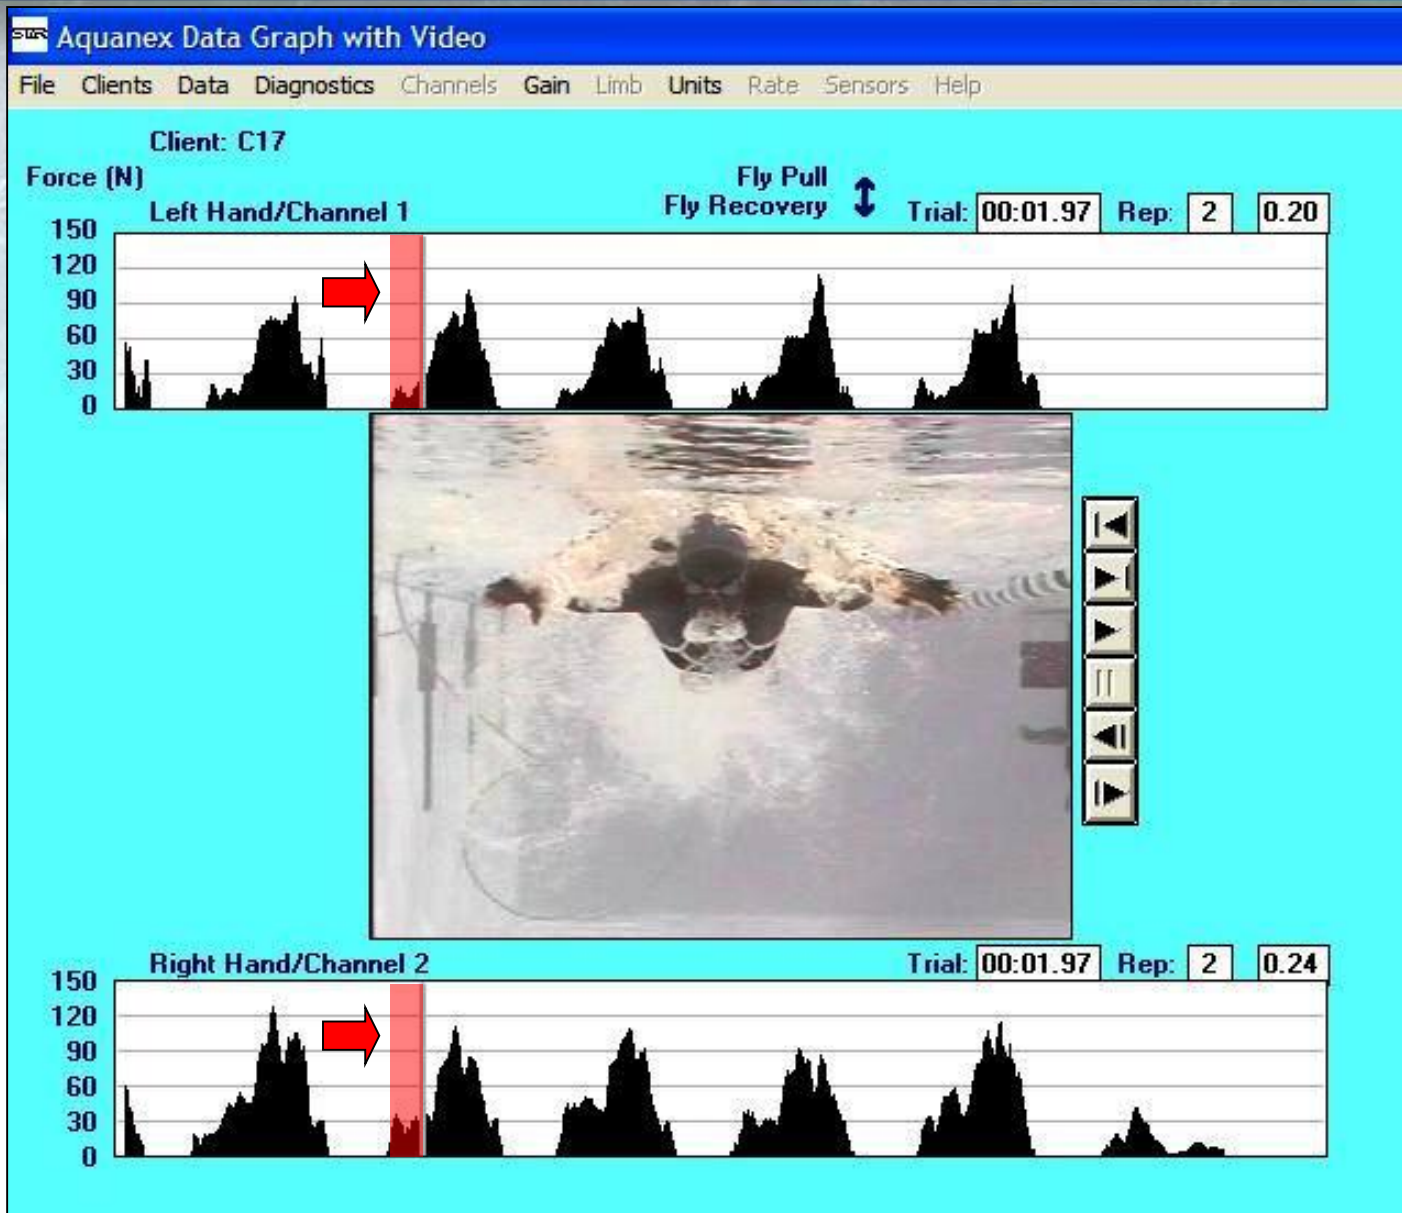 STR Aquanex Data Graph with Video
File Clients Data Diagnostics Channels Gain Limb Units Rate Sensors Help
Client: C17
Force (N)
Fly Pull
Fly Recovery
Left Hand/Channel 1
Trial: 00:01.97 Rep: 2 0.20
150
120
90
60
30
0
Right Hand/Channel 2
Trial: 00:01.97 Rep: 2 0.24
150
120
90
60
30
0